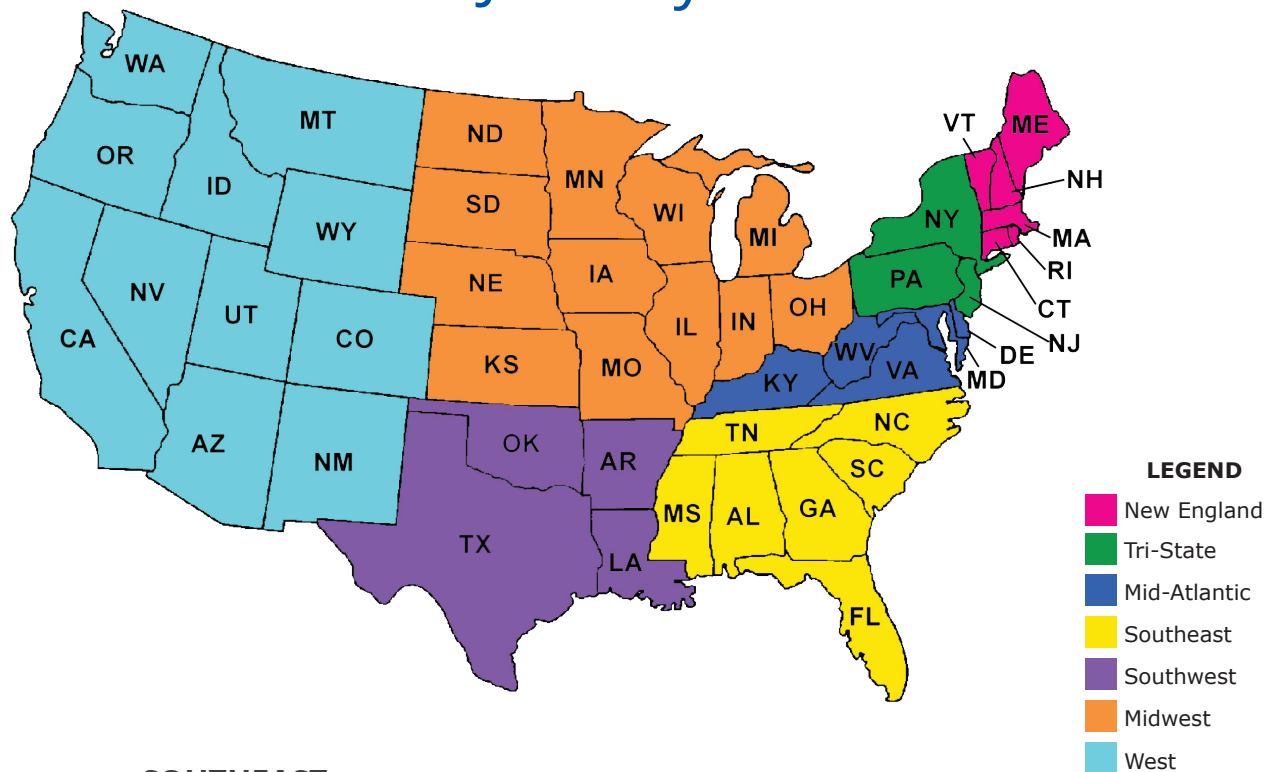 WA
MT
ND
MN
VT
ME
OR
ID
SD
WI
NH
WY
MI
NY
MA
NV
NE
IA
PA
RI
UT
CO
IL
IN
OH
CT
CA
KS
MO
WV
NJ
KY
VA
DE
MD
AZ
NM
OK
AR
TN
NC
SC
MS
AL
GA
TX
LA
FL
LEGEND
New England
Tri-State
Mid-Atlantic
Southeast
Southwest
Midwest
West